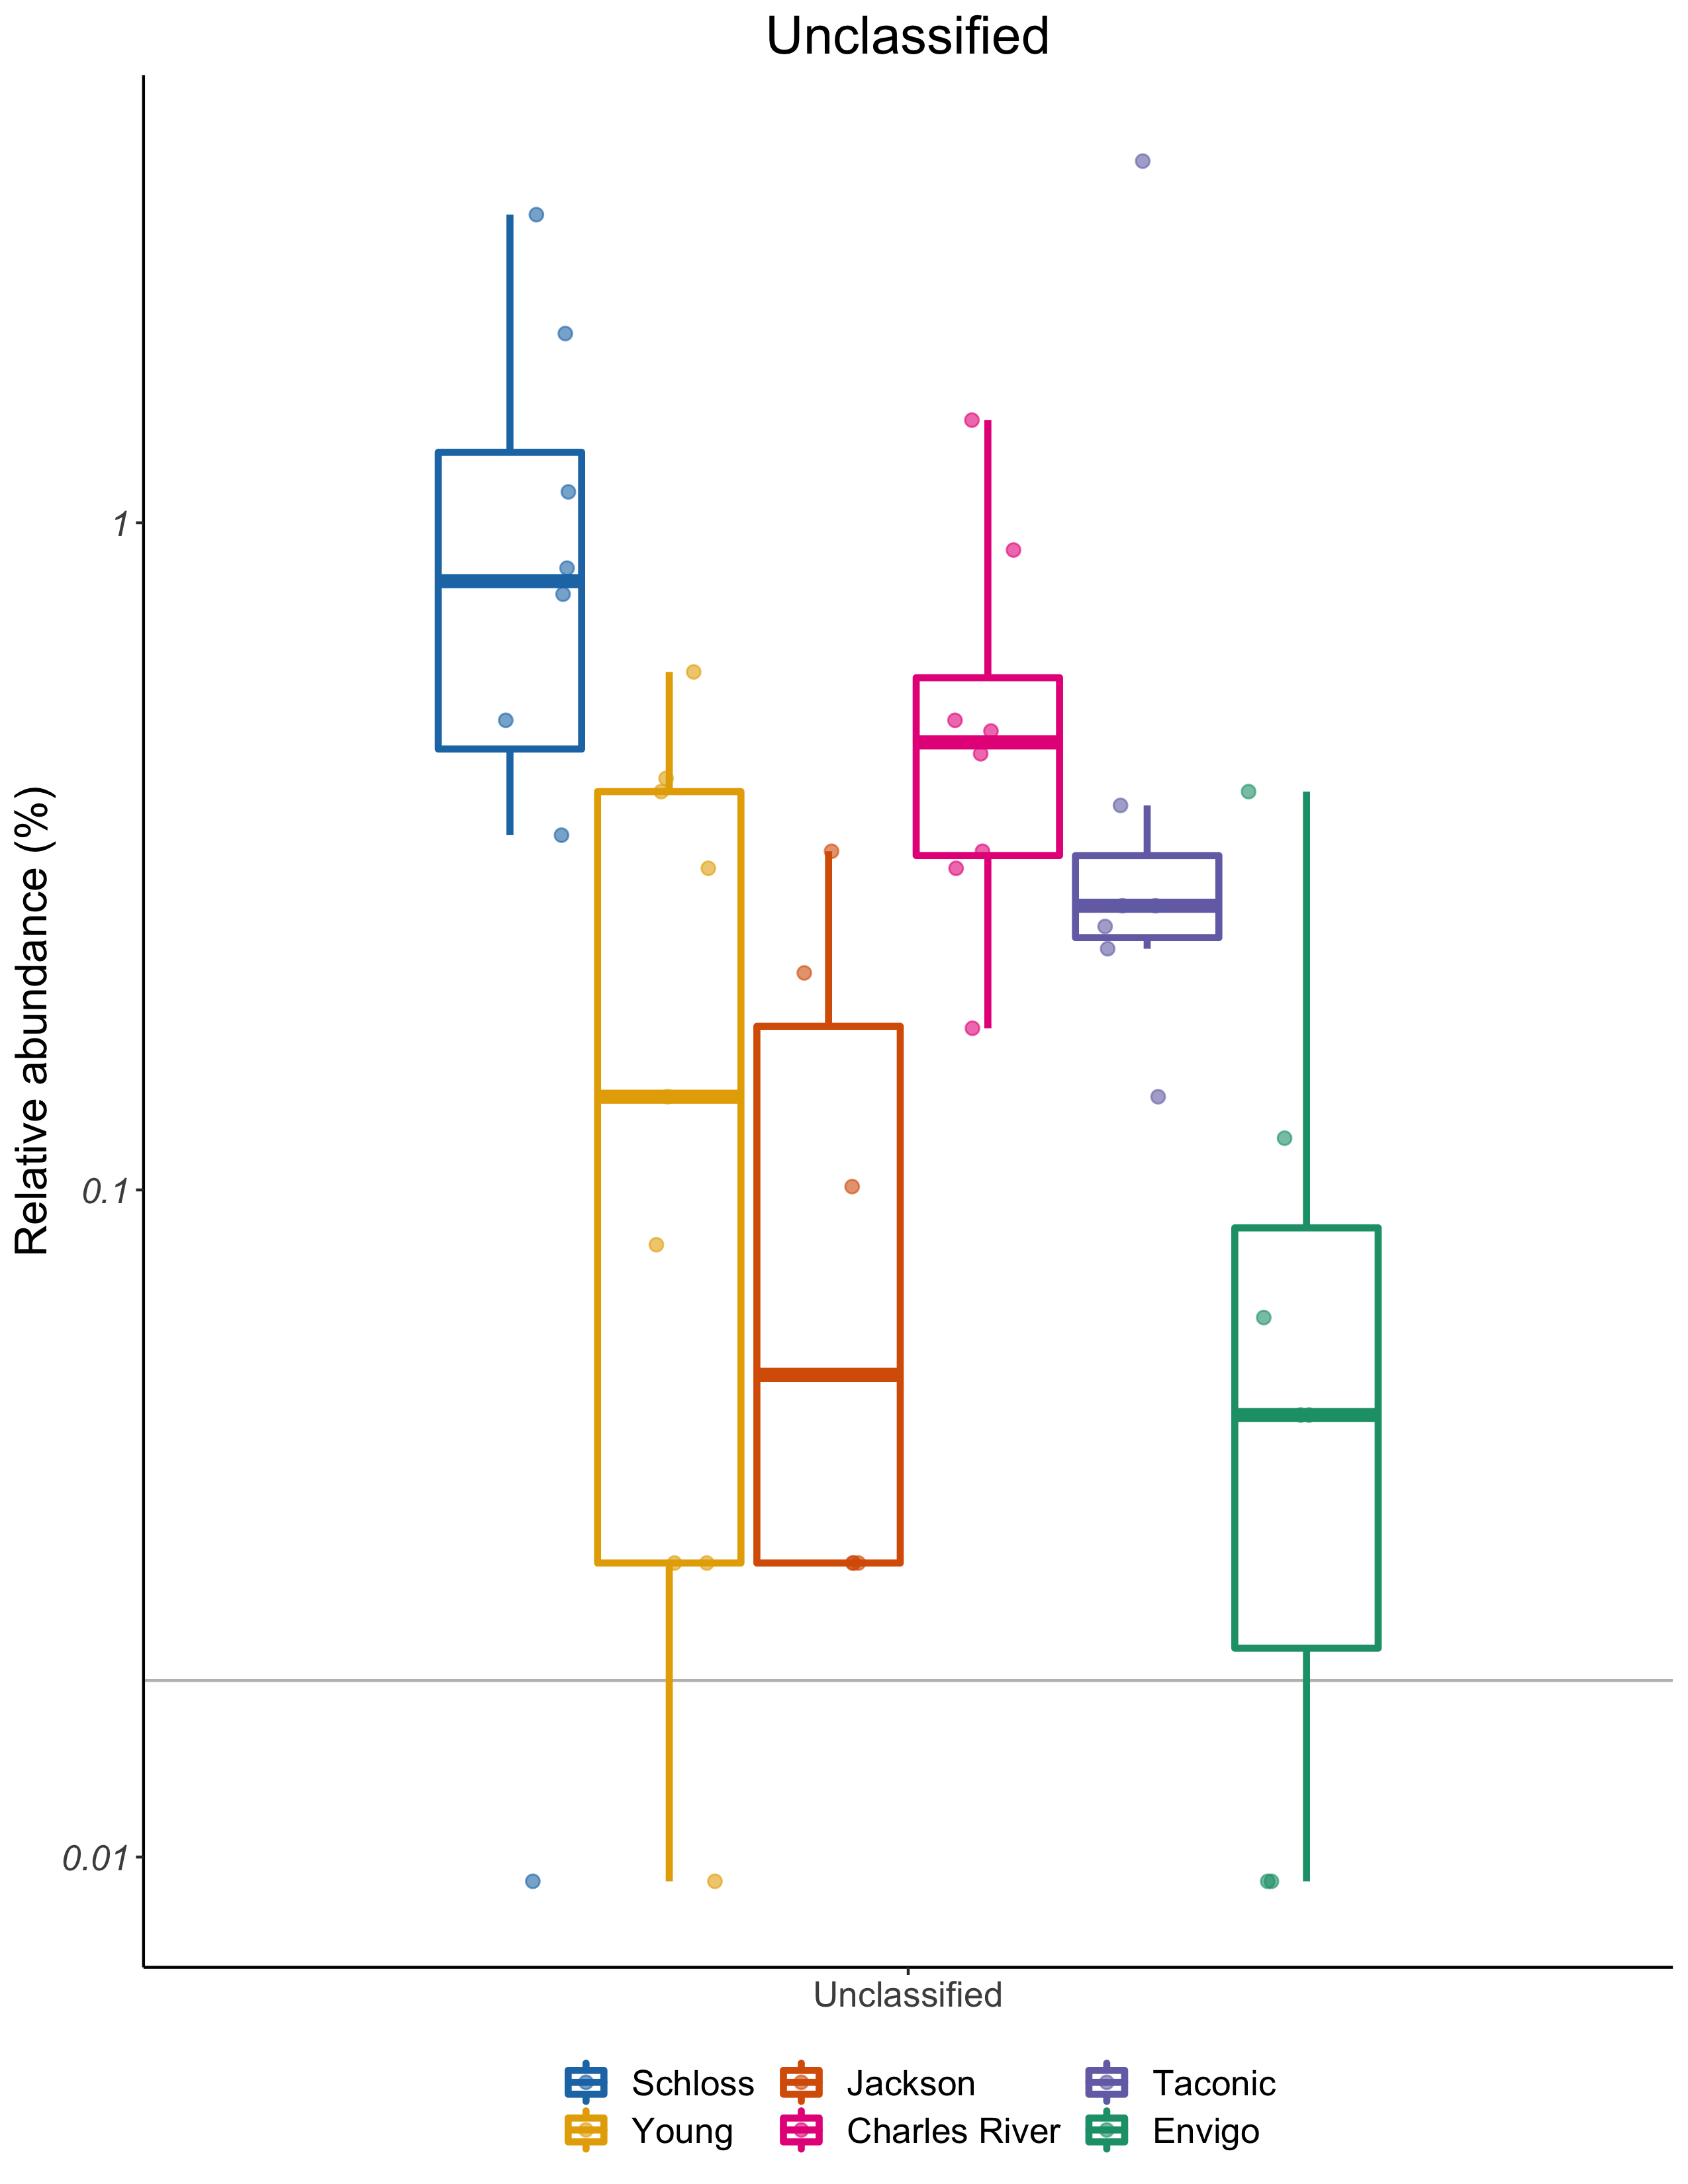 Unclassified
Relative abundance (%)
1
0.1
0.01
Unclassified
Schloss Jackson Taconic
Young Charles River Envigo